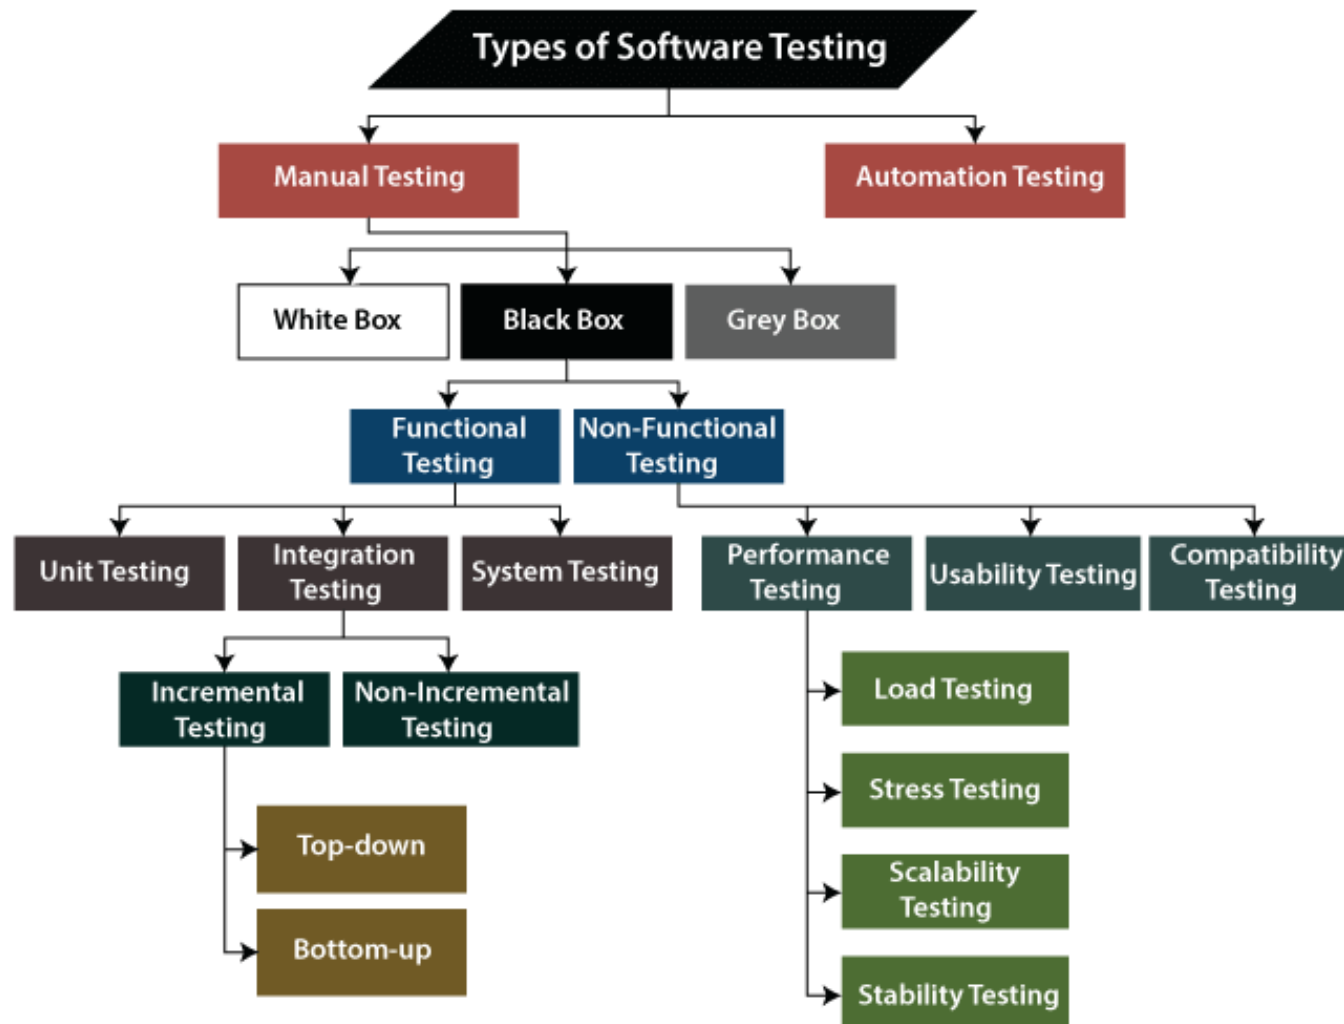 Types of Software Testing
Manual Testing
Automation Testing
White Box
Black Box
Grey Box
Functional
Testing
Non-Functional
Testing
Unit Testing
Integration
Testing
System Testing
Performance
Testing
Usability Testing
Compatibility
Testing
Incremental
Testing
Non-Incremental
Testing
Top-down
Bottom-up
Load Testing
Stress Testing
Scalability
Testing
Stability Testing